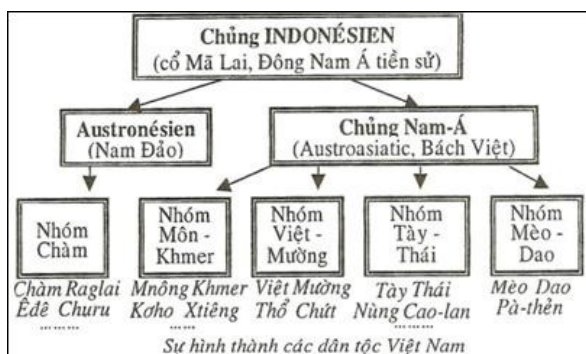 Chủng INDONÉSIEN
(cổ Mã Lai, Đông Nam Á tiền sử)
Austronésien
(Nam Đảo)
Chủng Nam-Á
(Austroasiatic, Bách Việt)
Nhóm
Chàm
Nhóm
Môn -
Khmer
Nhóm
Việt-
Mường
Nhóm
Tày -
Thái
Nhóm
Mèo -
Dao
Chàm Raglai
Êđê Churu
.........
Mnông Khmer
Kơho Xtiêng
......
Việt Mường
Thổ Chứt
Tày Thái
Nùng Cao-lan
.........
Mèo Dao
Pà-thẻn
Sự hình thành các dân tộc Việt Nam